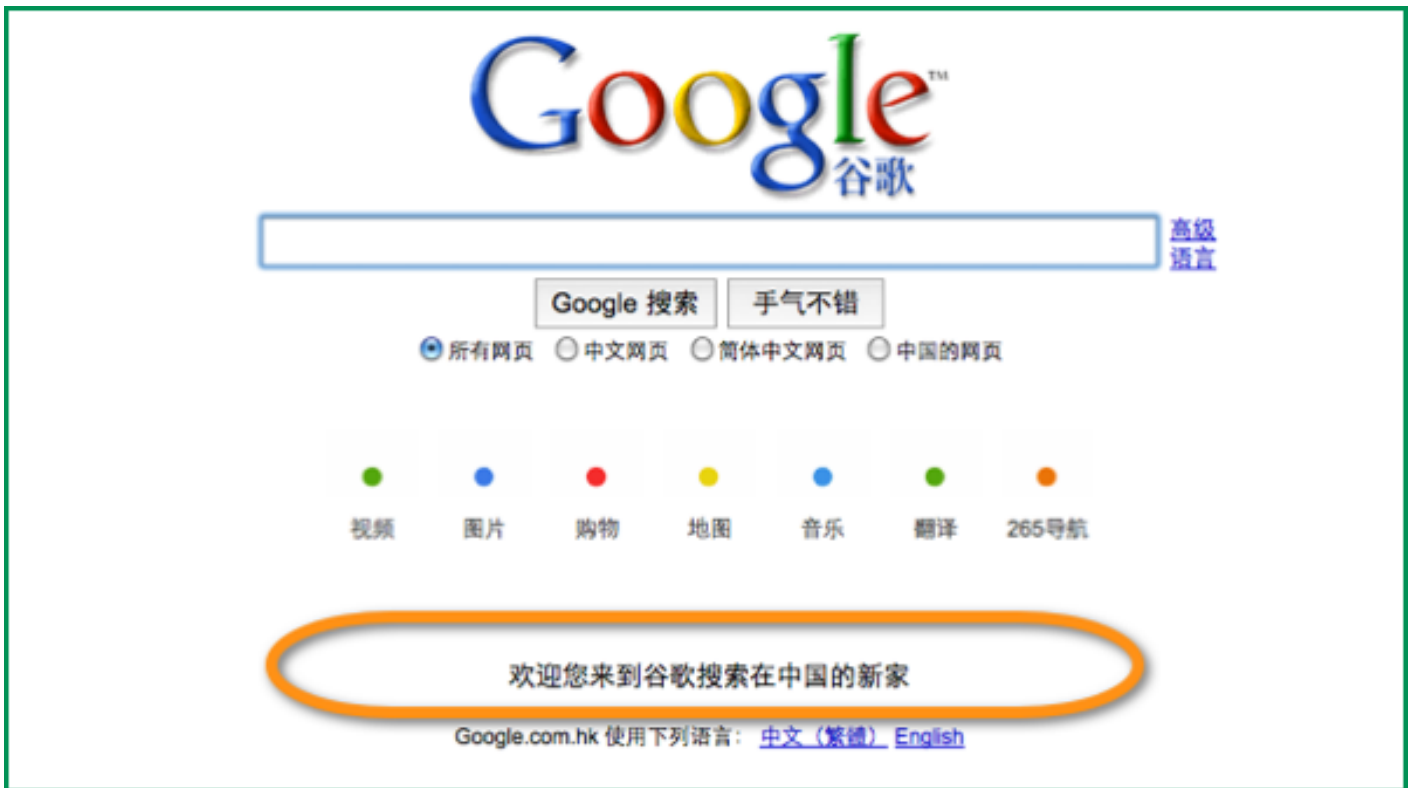 Google™
谷歌
高级
语言
Google 搜索 手气不错
所有网页 中文网页 简体中文网页 中国的网页
视频 图片 购物 地图 音乐 翻译 265导航
欢迎您来到谷歌搜索在中国的新家
Google.com.hk 使用下列语言: 中文（繁體） English